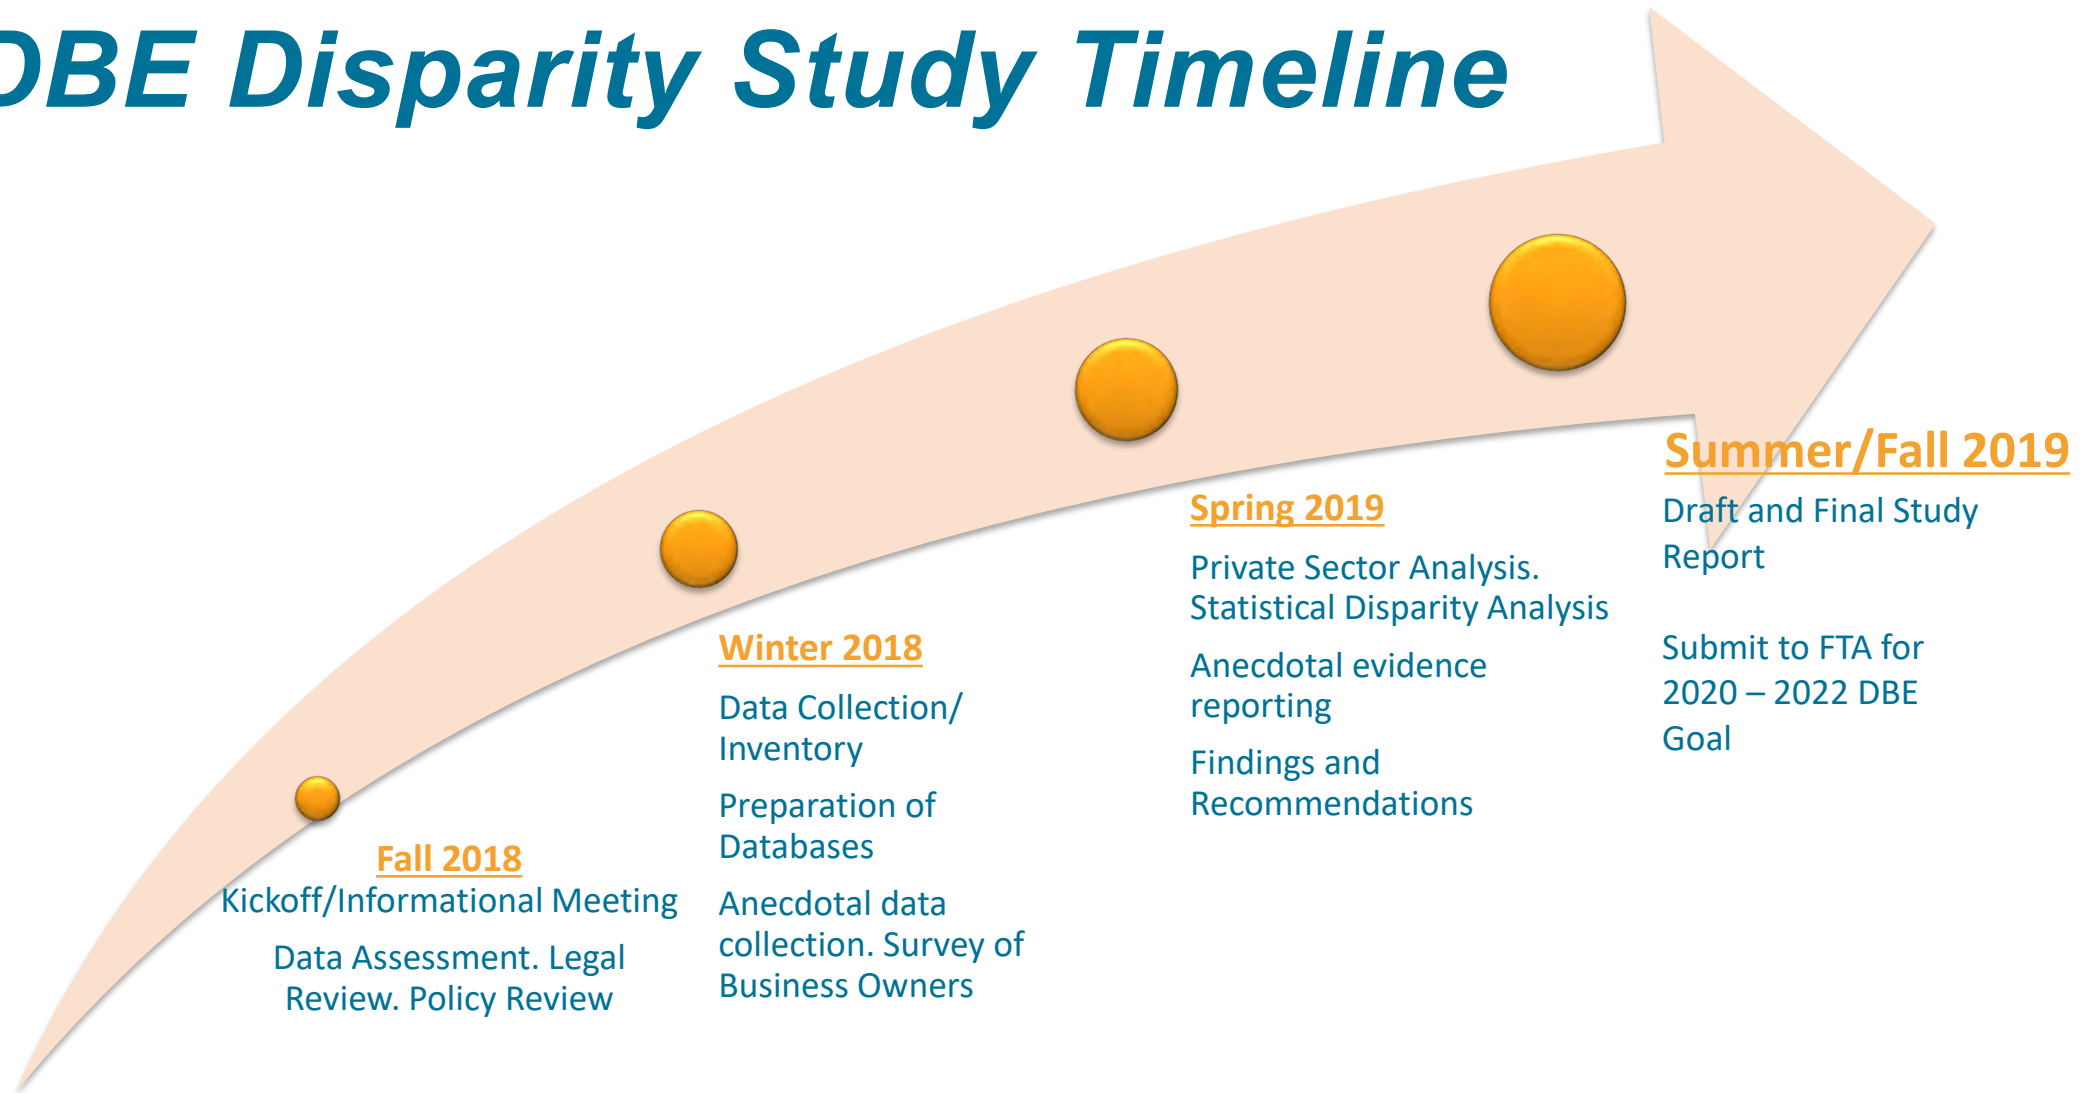 DBE Disparity Study Timeline
Fall 2018
Kickoff/Informational Meeting
Data Assessment. Legal
Review. Policy Review
Winter 2018
Data Collection/
Inventory
Preparation of
Databases
Anecdotal data
collection. Survey of
Business Owners
Spring 2019
Private Sector Analysis.
Statistical Disparity Analysis
Anecdotal evidence
reporting
Findings and
Recommendations
Summer/Fall 2019
Draft and Final Study
Report
Submit to FTA for
2020 – 2022 DBE
Goal